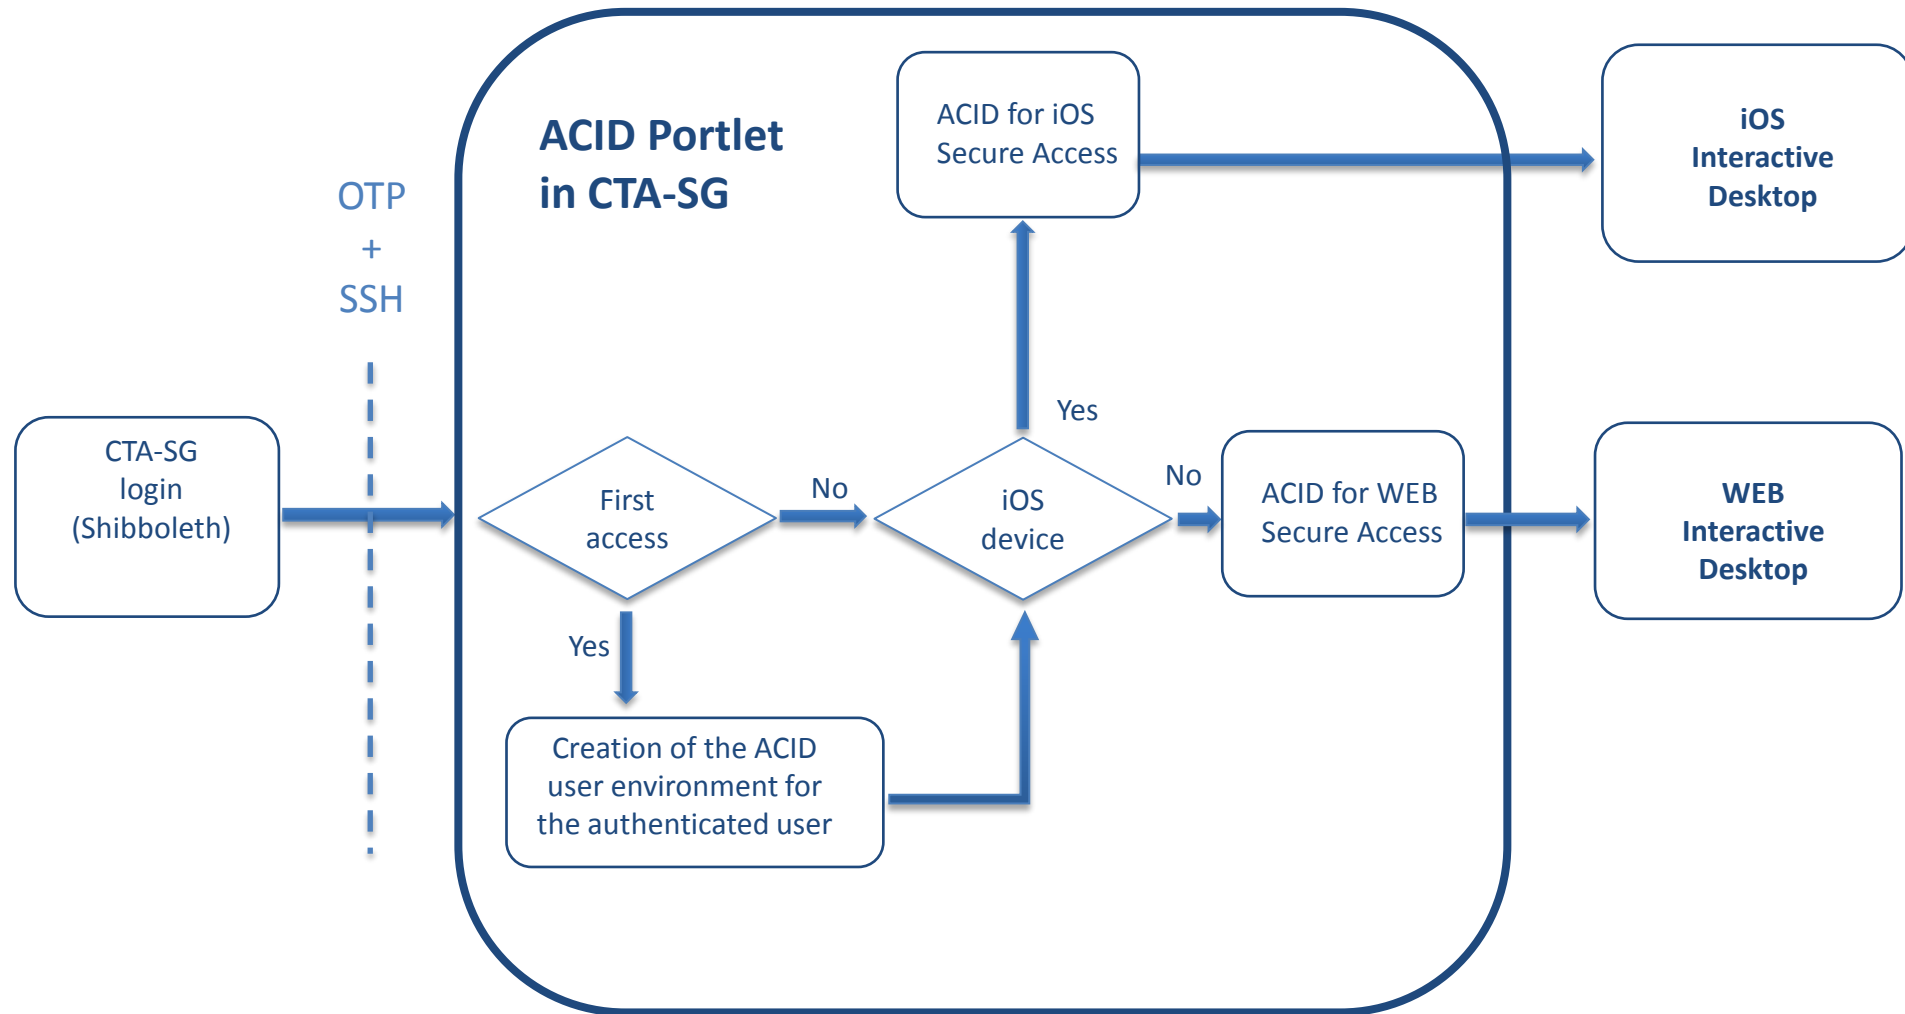 ACID Portlet
in CTA-SG
OTP
+
SSH
CTA-SG
login
(Shibboleth)
First
access
No
Yes
Creation of the ACID
user environment for
the authenticated user
iOS
device
Yes
ACID for iOS
Secure Access
iOS
Interactive
Desktop
No
ACID for WEB
Secure Access
WEB
Interactive
Desktop